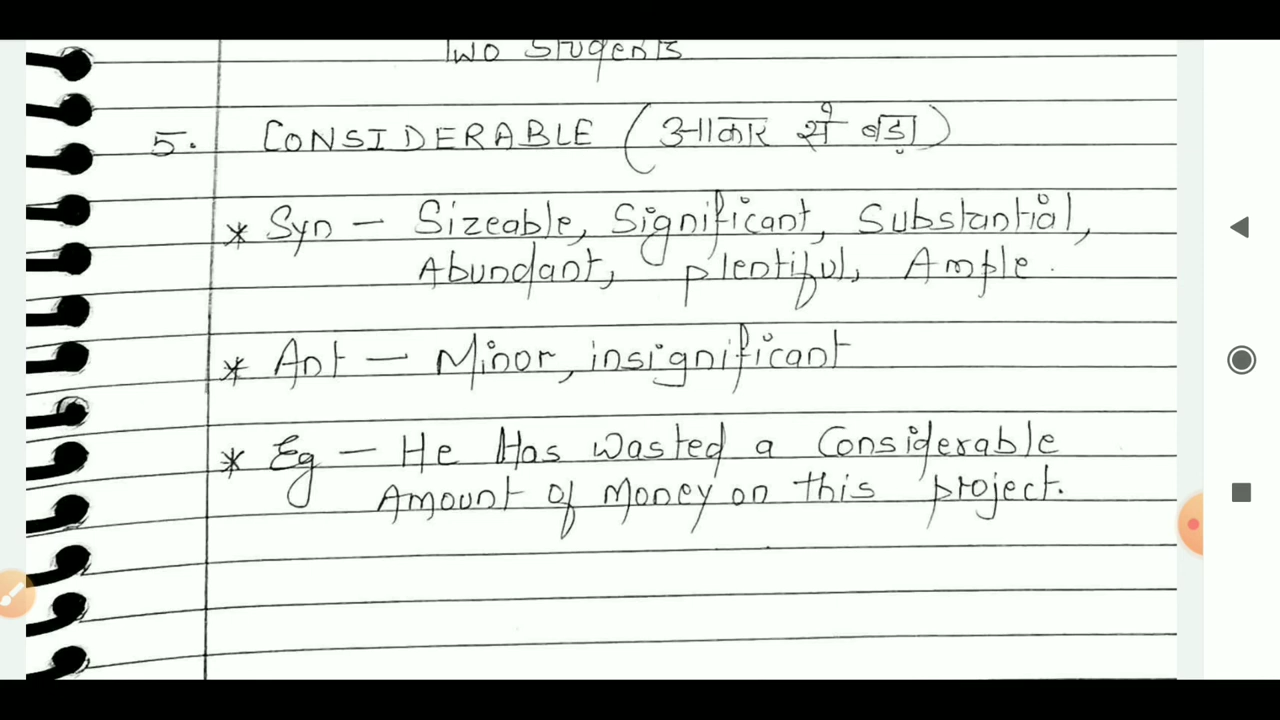 Two Students
5. CONSIDERABLE (आकार से बड़ा)
* Syn - Sizeable, Significant, Substantial,
Abundant, plentiful, Ample.
* Ant - Minor, insignificant
* Eg - He Has wasted a Considerable
Amount of Money on this project.